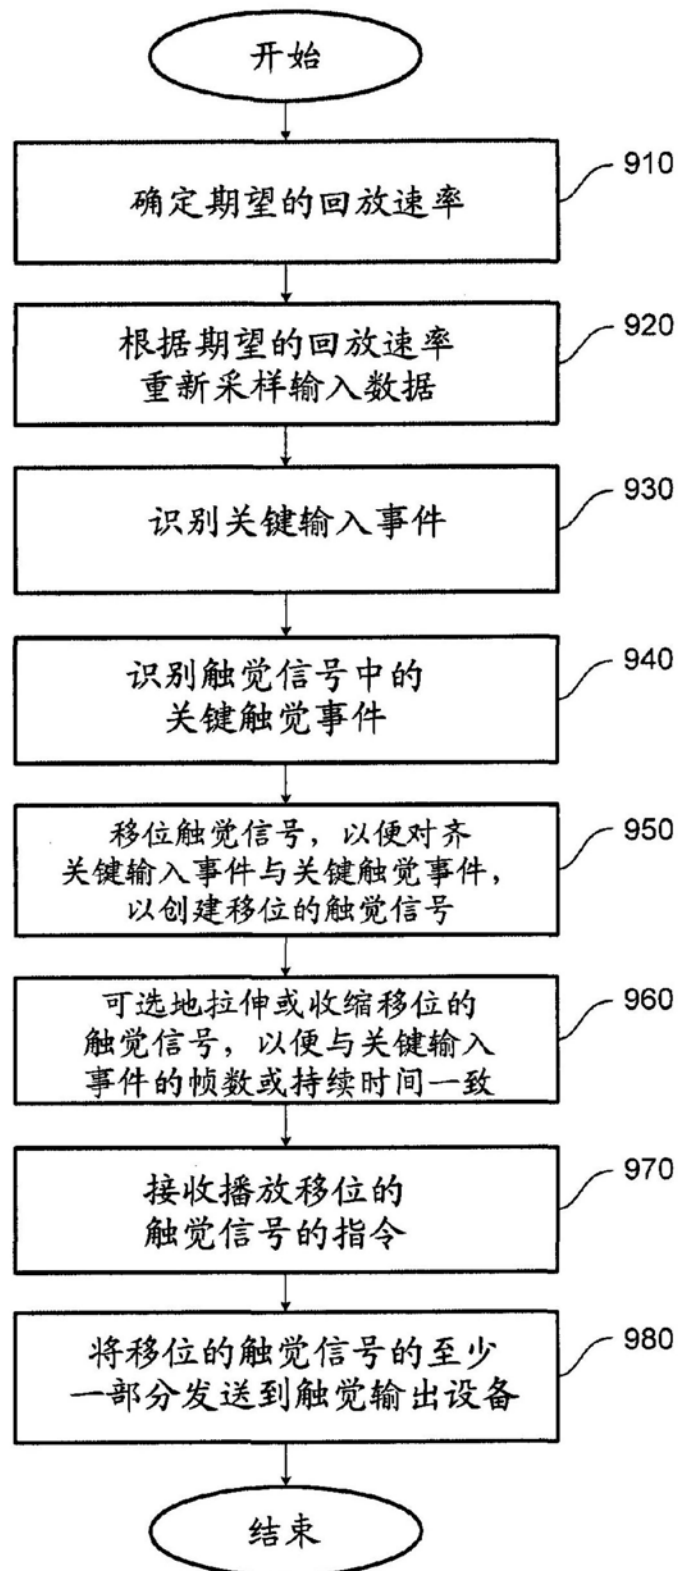 开始
910
确定期望的回放速率
920
根据期望的回放速率
重新采样输入数据
930
识别关键输入事件
940
识别触觉信号中的
关键触觉事件
950
移位触觉信号，以便对齐
关键输入事件与关键触觉事件，
以创建移位的触觉信号
960
可选地拉伸或收缩移位的
触觉信号，以便与关键输入
事件的帧数或持续时间一致
970
接收播放移位的
触觉信号的指令
980
将移位的触觉信号的至少
一部分发送到触觉输出设备
结束